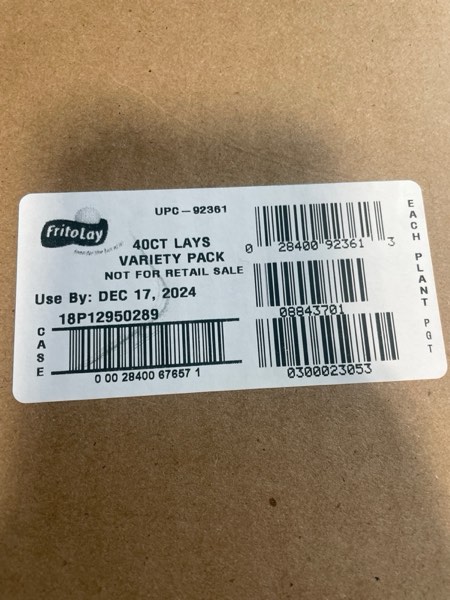 FritoLay
UPC-92361
40CT LAYS
VARIETY PACK
NOT FOR RETAIL SALE
Use By: DEC 17, 2024
18P12950289
CASE
0 00 28400 67657 1
0 28400 92361 3
08843701
0300023053
EACH PLANT PGT